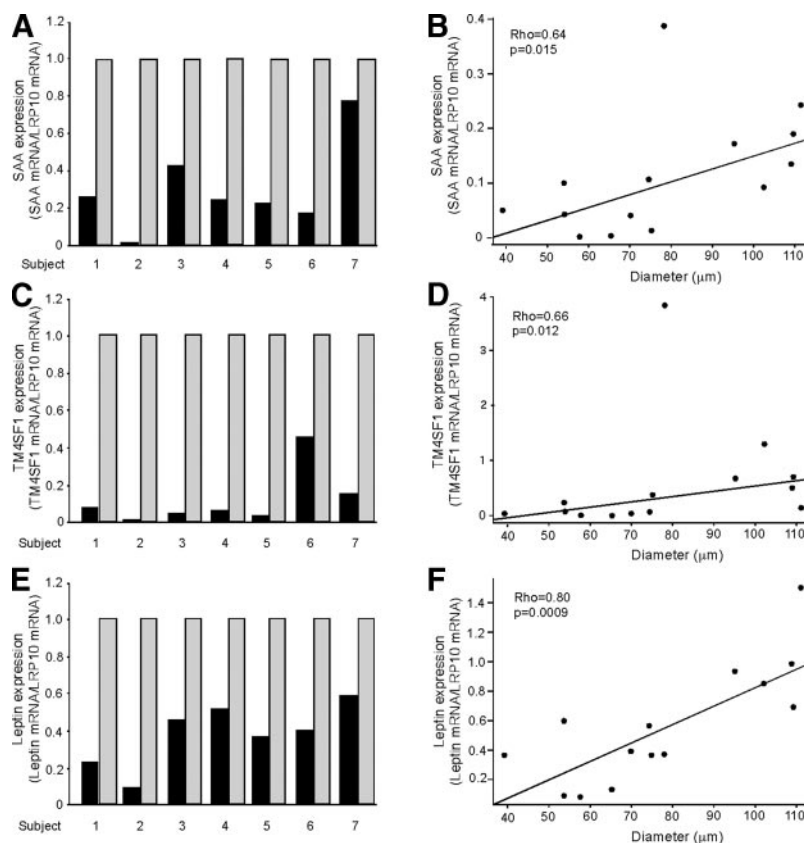 A
SAA expression
(SAA mRNA/LRP10 mRNA)
1.2
1.0
0.8
0.6
0.4
0.2
0
Subject 1 2 3 4 5 6 7
B
Rho=0.64
p=0.015
SAA expression
(SAA mRNA/LRP10 mRNA)
0.4
0.3
0.2
0.1
0
40 50 60 70 80 90 100 110
Diameter (μm)
C
TM4SF1 expression
(TM4SF1 mRNA/LRP10 mRNA)
1.2
1.0
0.8
0.6
0.4
0.2
0
Subject 1 2 3 4 5 6 7
D
Rho=0.66
p=0.012
TM4SF1 expression
(TM4SF1 mRNA/LRP10 mRNA)
4
3
2
1
0
40 50 60 70 80 90 100 110
Diameter (μm)
E
Leptin expression
(Leptin mRNA/LRP10 mRNA)
1.2
1.0
0.8
0.6
0.4
0.2
0
Subject 1 2 3 4 5 6 7
F
Rho=0.80
p=0.0009
Leptin expression
(Leptin mRNA/LRP10 mRNA)
1.4
1.2
1.0
0.8
0.6
0.4
0.2
40 50 60 70 80 90 100 110
Diameter (μm)